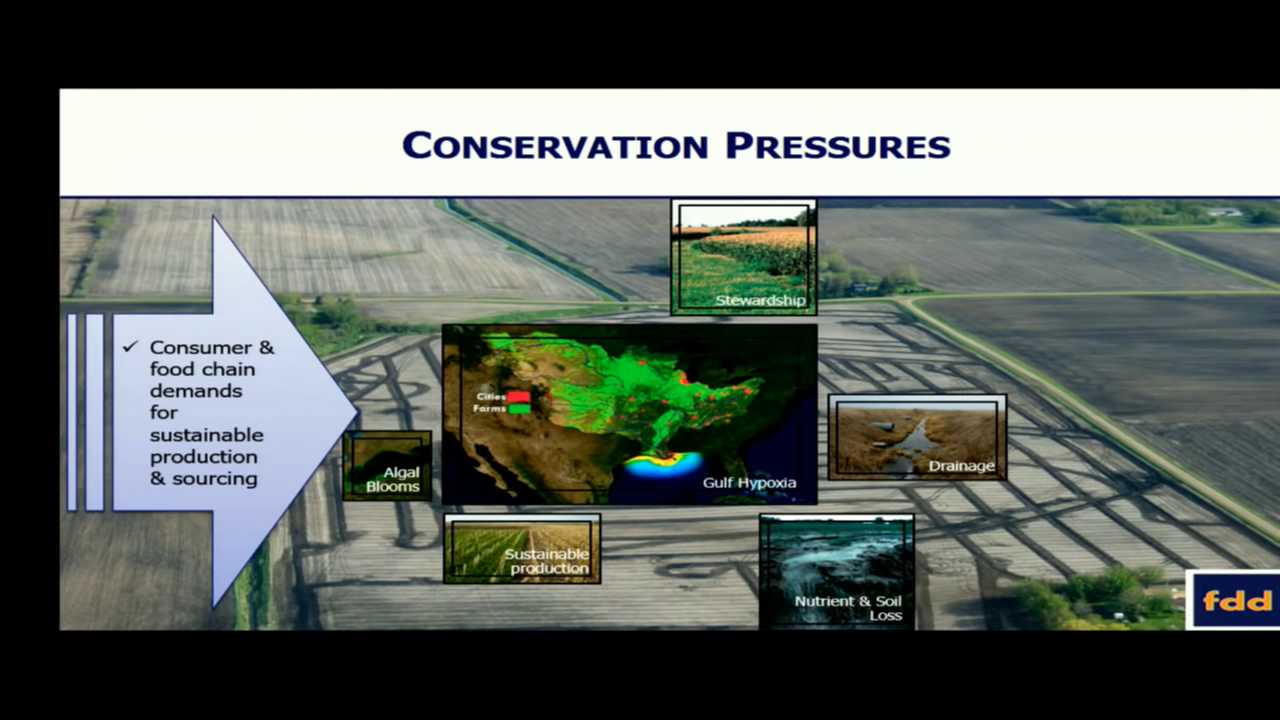 CONSERVATION PRESSURES
Stewardship
✓ Consumer &
food chain
demands
for
sustainable
production
& sourcing
Cities
Farms
Gulf Hypoxia
Algal
Blooms
Drainage
Sustainable
production
Nutrient & Soil
Loss
fdd